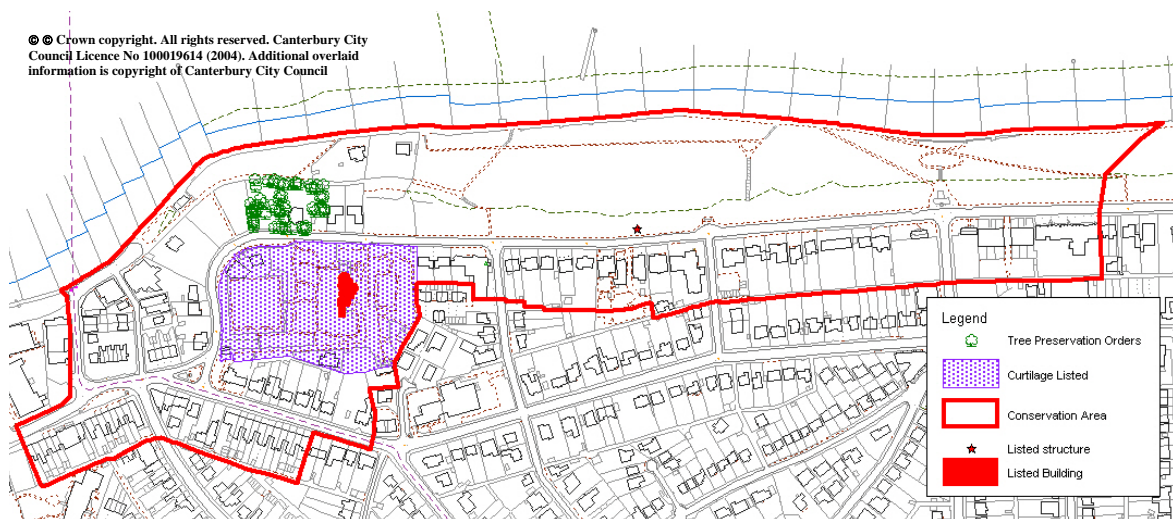 © © Crown copyright. All rights reserved. Canterbury City
Council Licence No 100019614 (2004). Additional overlaid
information is copyright of Canterbury City Council
Legend
Tree Preservation Orders
Curtilage Listed
Conservation Area
Listed structure
Listed Building